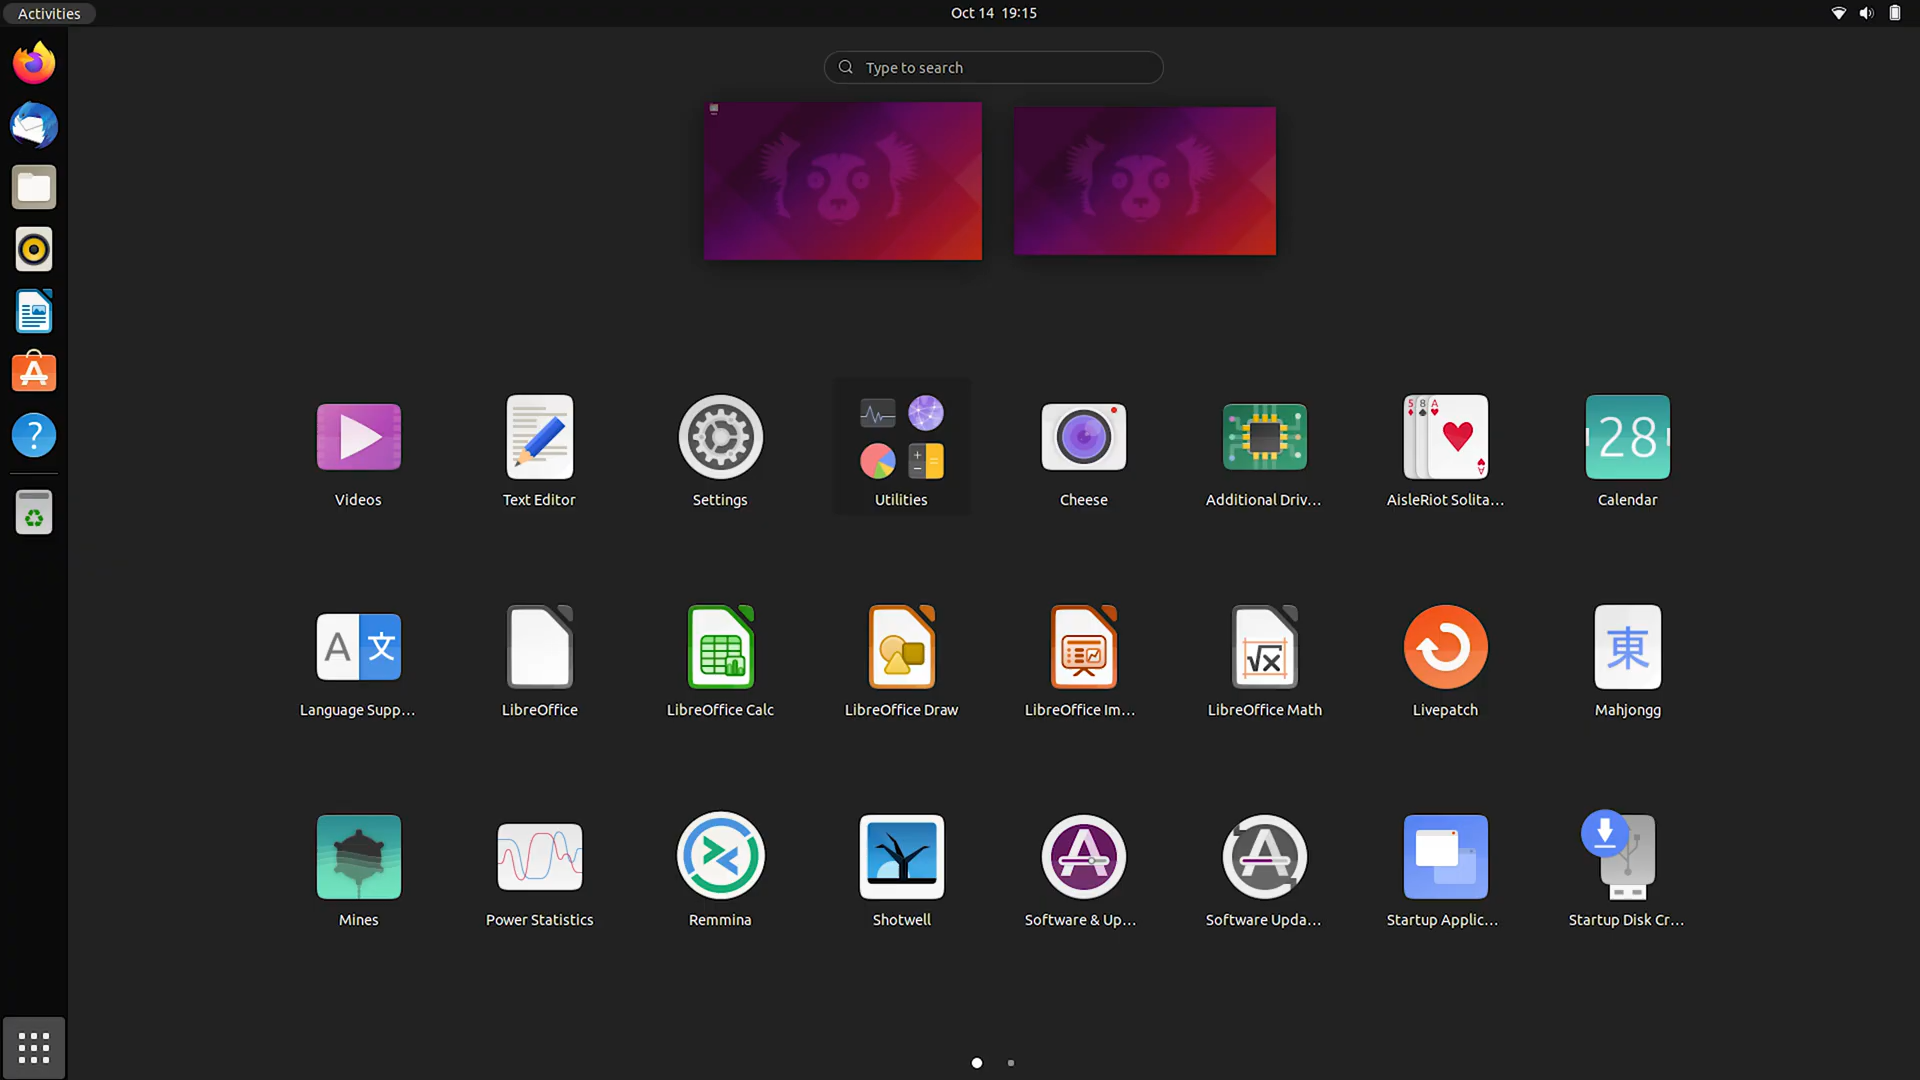 Activities
Oct 14 19:15
Type to search
Videos
Text Editor
Settings
Utilities
Cheese
Additional Driv...
AisleRiot Solita...
28
Calendar
A 文
Language Supp...
LibreOffice
LibreOffice Calc
LibreOffice Draw
LibreOffice Im...
√x
LibreOffice Math
Livepatch
東
Mahjongg
Mines
Power Statistics
Remmina
Shotwell
Software & Up...
Software Upda...
Startup Applic...
Startup Disk Cr...